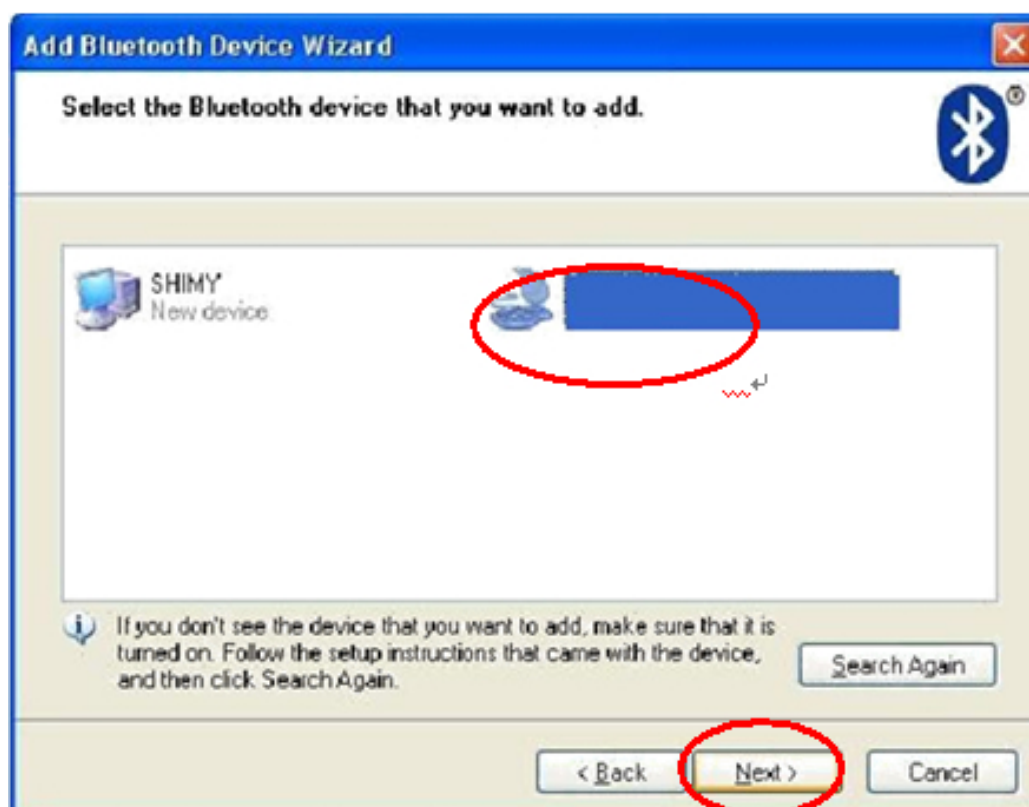 Add Bluetooth Device Wizard
Select the Bluetooth device that you want to add.
SHIMY
New device
If you don't see the device that you want to add, make sure that it is
turned on. Follow the setup instructions that came with the device,
and then click Search Again.
Search Again
< Back
Next >
Cancel